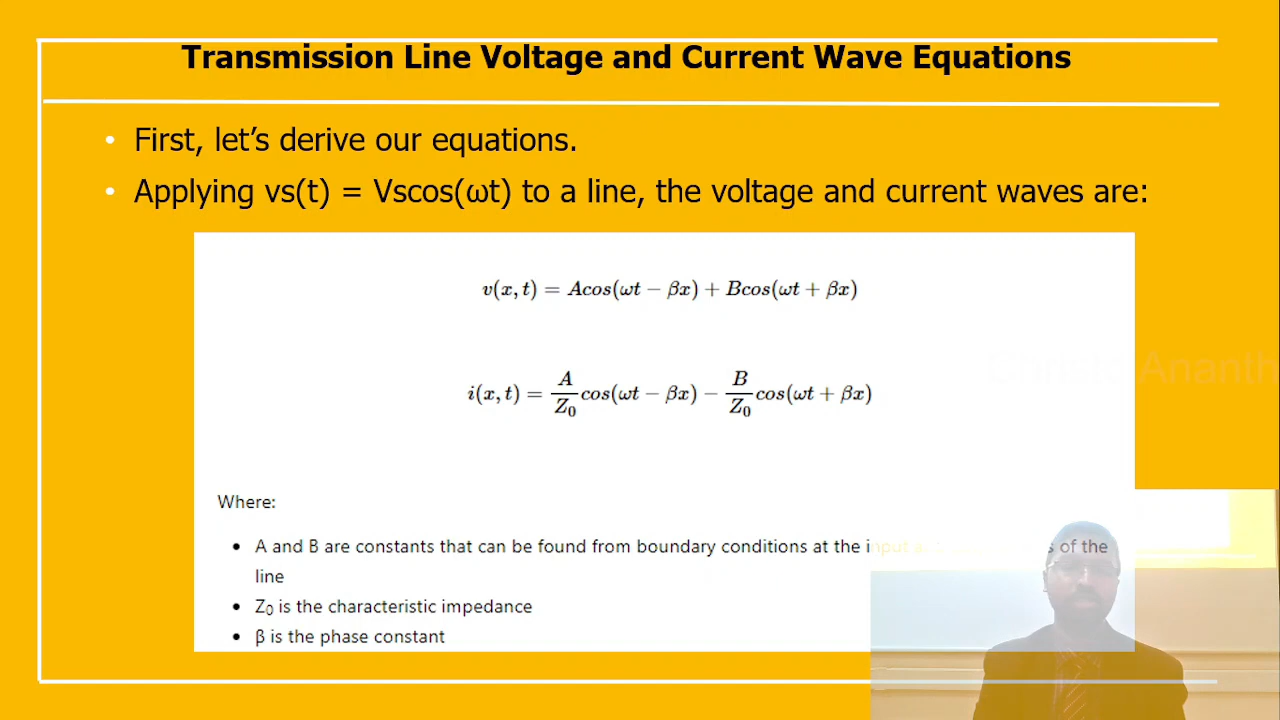 Transmission Line Voltage and Current Wave Equations
• First, let’s derive our equations.
• Applying vs(t) = Vscos(ωt) to a line, the voltage and current waves are:
v(x, t) = Acos(ωt − βx) + Bcos(ωt + βx)
i(x, t) = A/Z₀ cos(ωt − βx) − B/Z₀ cos(ωt + βx)
Where:
• A and B are constants that can be found from boundary conditions at the input of the
line
• Z₀ is the characteristic impedance
• β is the phase constant
Ananth